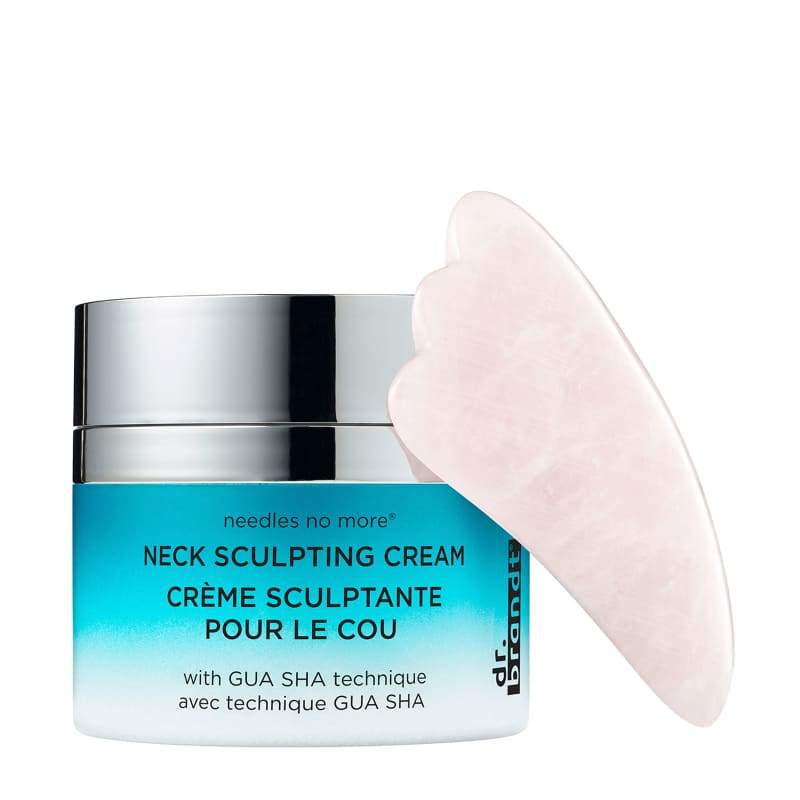 needles no more®
NECK SCULPTING CREAM
CRÈME SCULPTANTE
POUR LE COU
with GUA SHA technique
avec technique GUA SHA
dr.
brandt